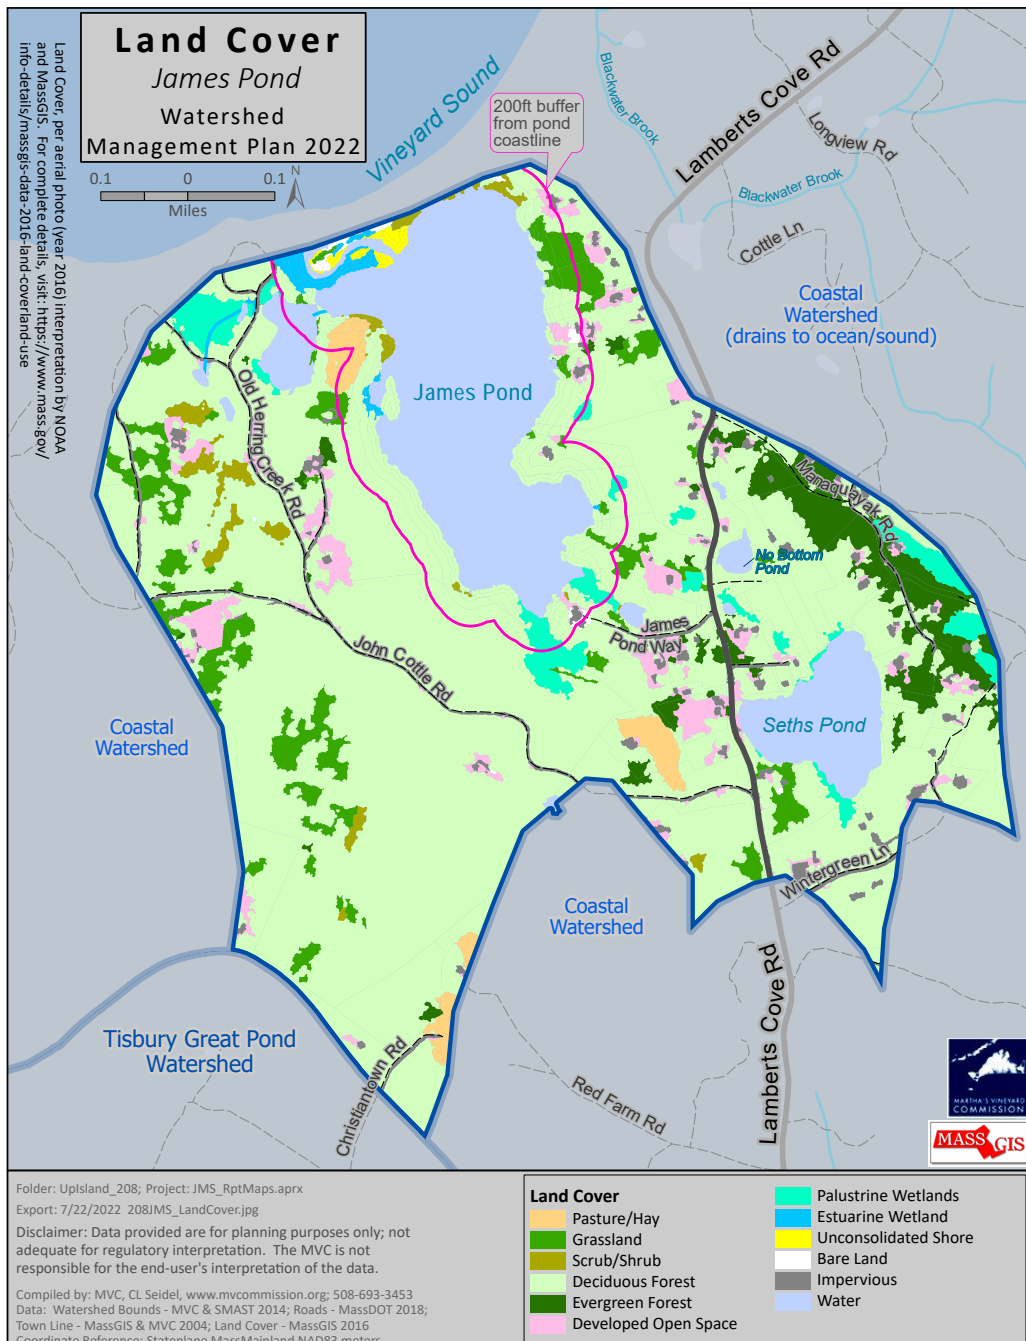 Land Cover
James Pond
Watershed
Management Plan 2022
0.1 0 0.1
Miles
N
Land Cover, per aerial photo (year 2016) interpretation by NOAA
and MassGIS. For complete details, visit: https://www.mass.gov/
info-details/massgis-data-2016-land-coverland-use
Vineyard Sound
200ft buffer
from pond
coastline
Blackwater Brook
Lamberts Cove Rd
Longview Rd
Blackwater Brook
Cottle Ln
Coastal
Watershed
(drains to ocean/sound)
James Pond
Old Herring Creek Rd
Manaquayak Rd
No Bottom
Pond
James
Pond Way
John Cottle Rd
Seths Pond
Coastal
Watershed
Wintergreen Ln
Coastal
Watershed
Lamberts Cove Rd
Tisbury Great Pond
Watershed
Christiantown Rd
Red Farm Rd
MARTHA'S VINEYARD
COMMISSION
MASS GIS
Folder: UpIsland_208; Project: JMS_RptMaps.aprx
Export: 7/22/2022 208JMS_LandCover.jpg
Disclaimer: Data provided are for planning purposes only; not
adequate for regulatory interpretation. The MVC is not
responsible for the end-user's interpretation of the data.
Compiled by: MVC, CL Seidel, www.mvcommission.org; 508-693-3453
Data: Watershed Bounds - MVC & SMAST 2014; Roads - MassDOT 2018;
Town Line - MassGIS & MVC 2004; Land Cover - MassGIS 2016
Coordinate Reference: Stateplane MassMainland NAD83 meters
Land Cover
Pasture/Hay
Grassland
Scrub/Shrub
Deciduous Forest
Evergreen Forest
Developed Open Space
Palustrine Wetlands
Estuarine Wetland
Unconsolidated Shore
Bare Land
Impervious
Water